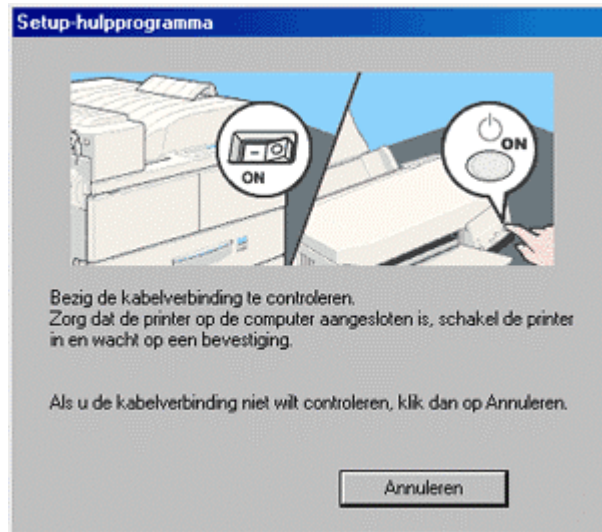 Setup-hulpprogramma
ON
ON
Bezig de kabelverbinding te controleren.
Zorg dat de printer op de computer aangesloten is, schakel de printer
in en wacht op een bevestiging.
Als u de kabelverbinding niet wilt controleren, klik dan op Annuleren.
Annuleren